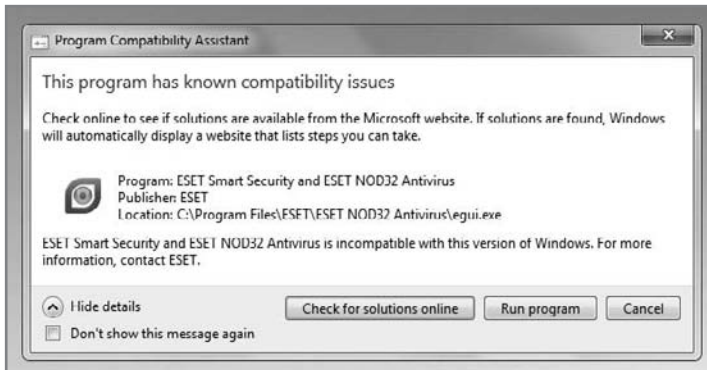 Program Compatibility Assistant
This program has known compatibility issues
Check online to see if solutions are available from the Microsoft website. If solutions are found, Windows
will automatically display a website that lists steps you can take.
Program: ESET Smart Security and ESET NOD32 Antivirus
Publisher: ESET
Location: C:\Program Files\ESET\ESET NOD32 Antivirus\egui.exe
ESET Smart Security and ESET NOD32 Antivirus is incompatible with this version of Windows. For more
information, contact ESET.
Hide details
Check for solutions online
Run program
Cancel
Don't show this message again